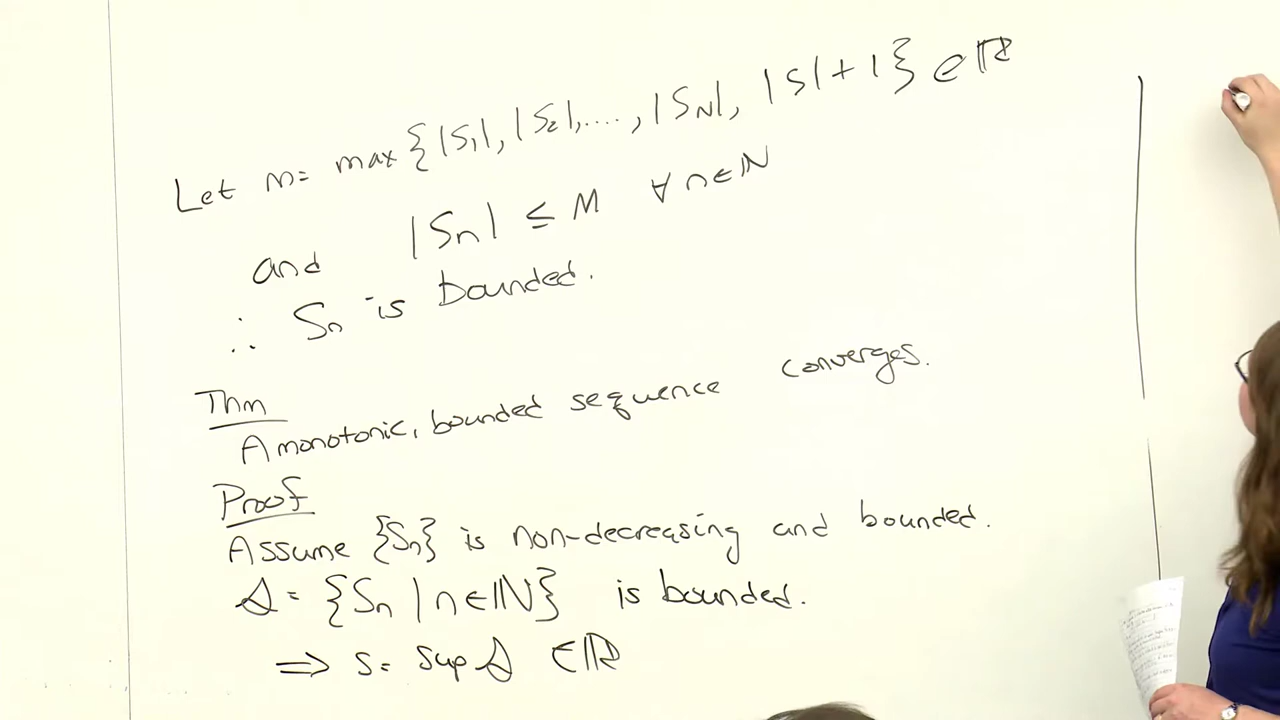 Let m = max {|S₁|, |S₂|, ...., |S_N|, |S| + 1} ∈ ℝ
and |Sₙ| ≤ M ∀ n ∈ ℕ
∴ Sₙ is bounded.
Thm
A monotonic, bounded sequence converges.
Proof
Assume {Sₙ} is non-decreasing and bounded.
𝒮 = {Sₙ | n ∈ ℕ} is bounded.
⟹ s = sup 𝒮 ∈ ℝ